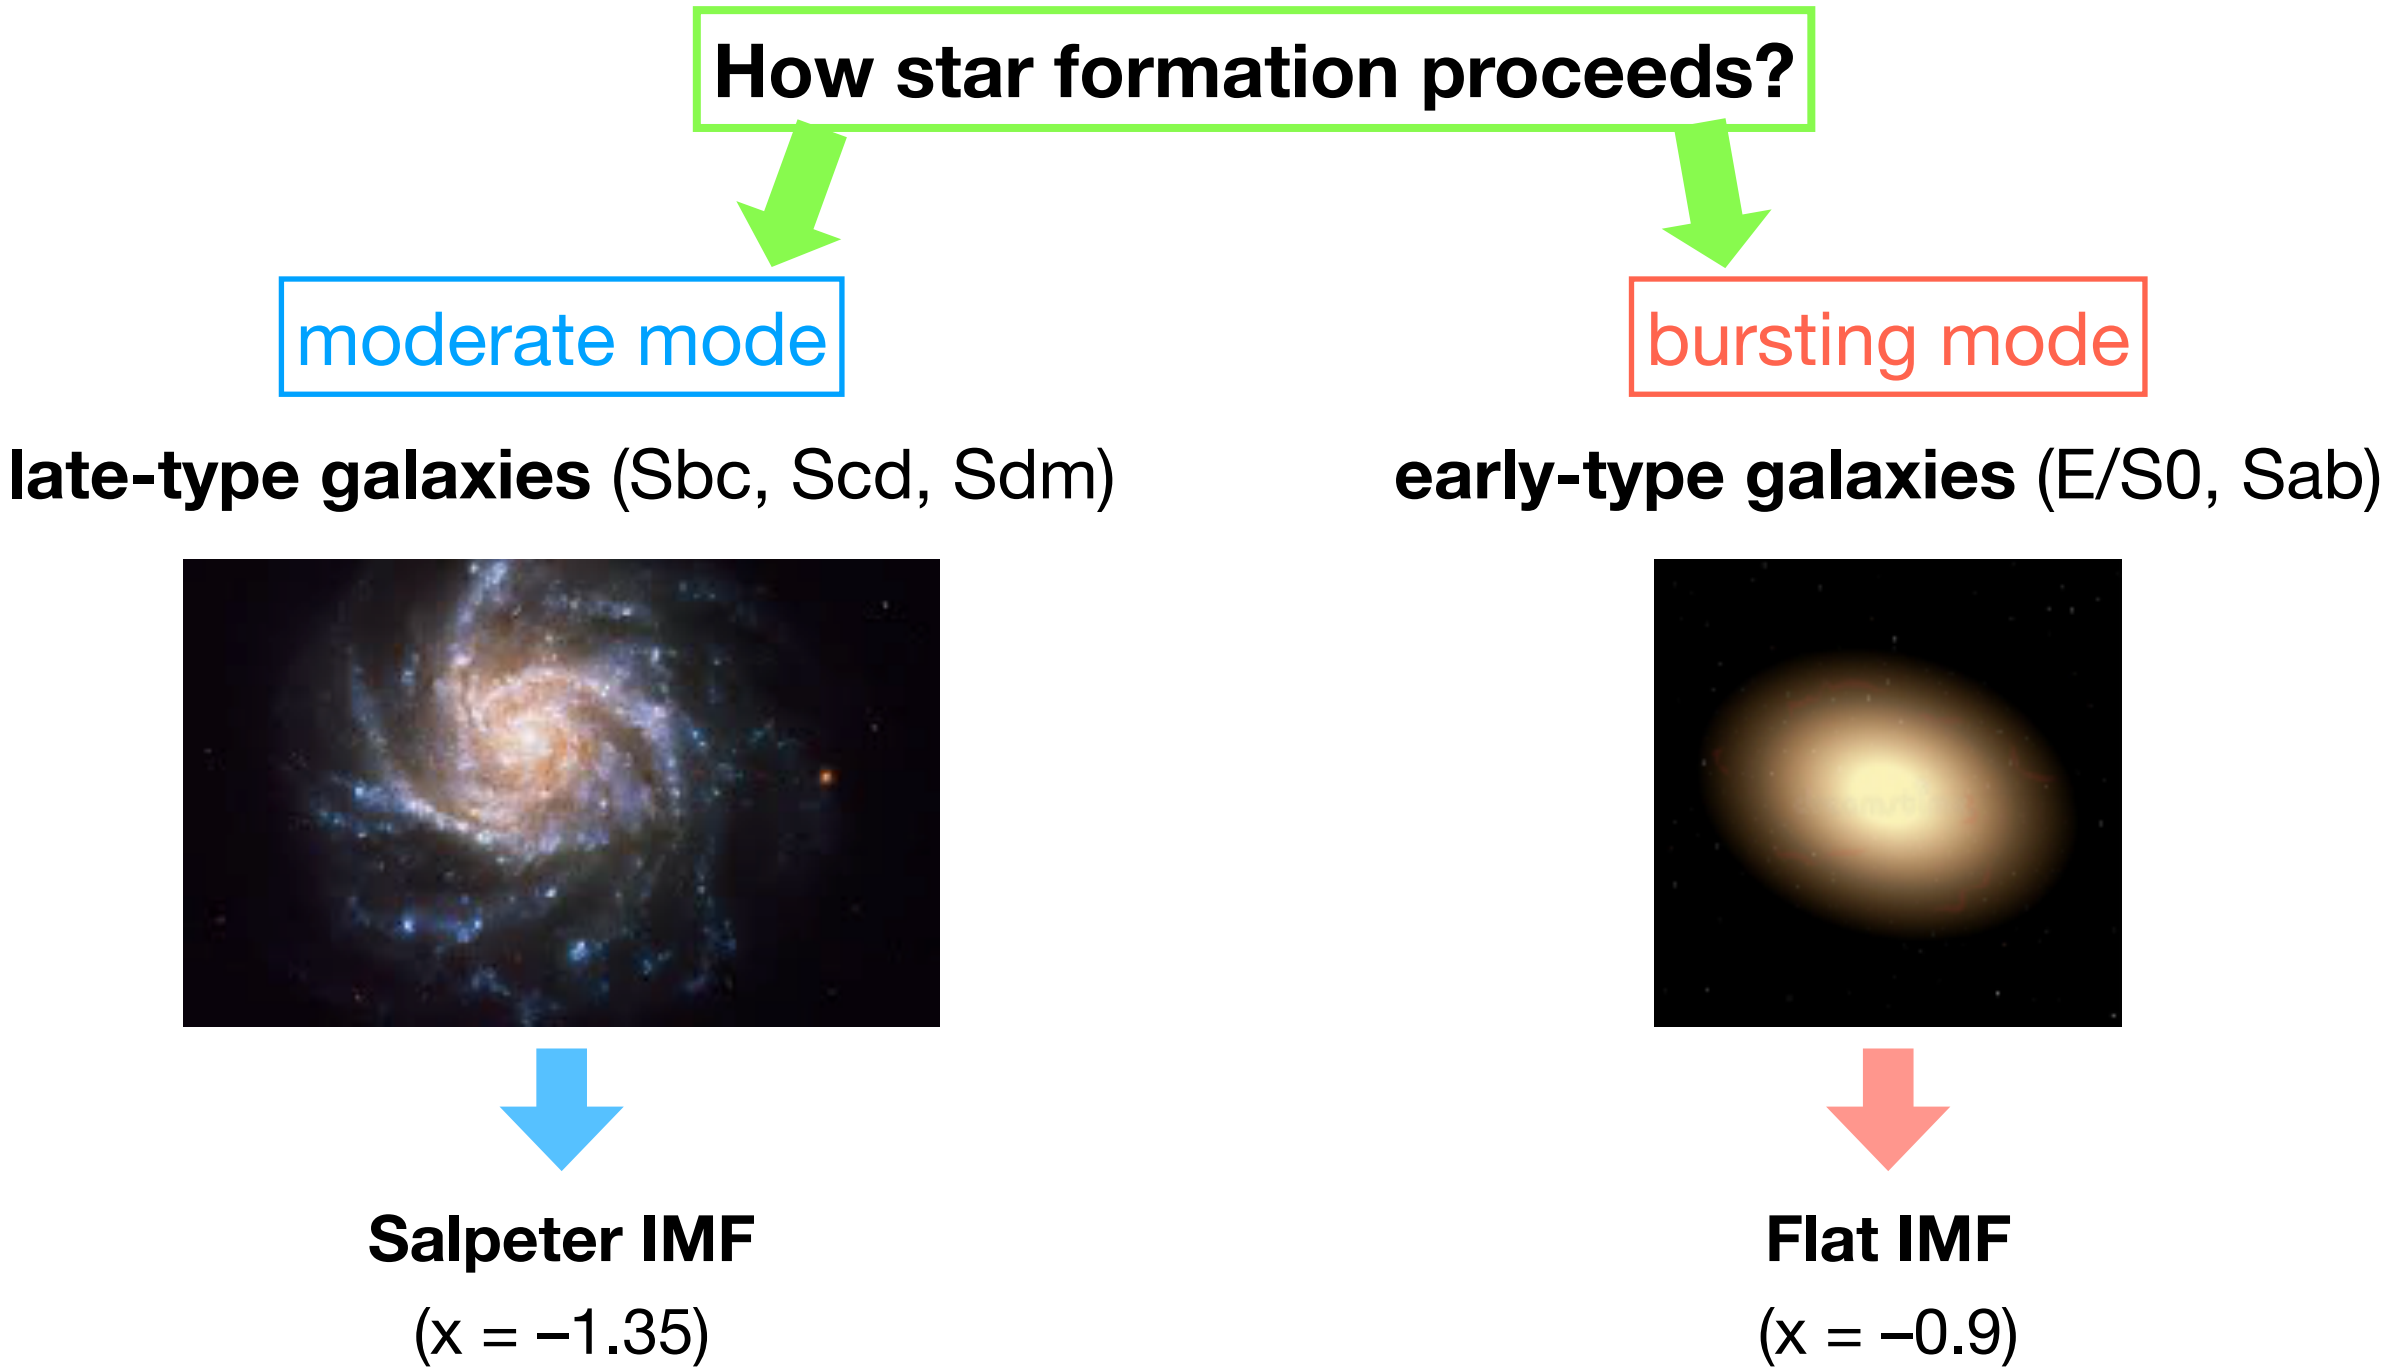 How star formation proceeds?
moderate mode
bursting mode
late-type galaxies (Sbc, Scd, Sdm)
early-type galaxies (E/S0, Sab)
Salpeter IMF
(x = –1.35)
Flat IMF
(x = –0.9)